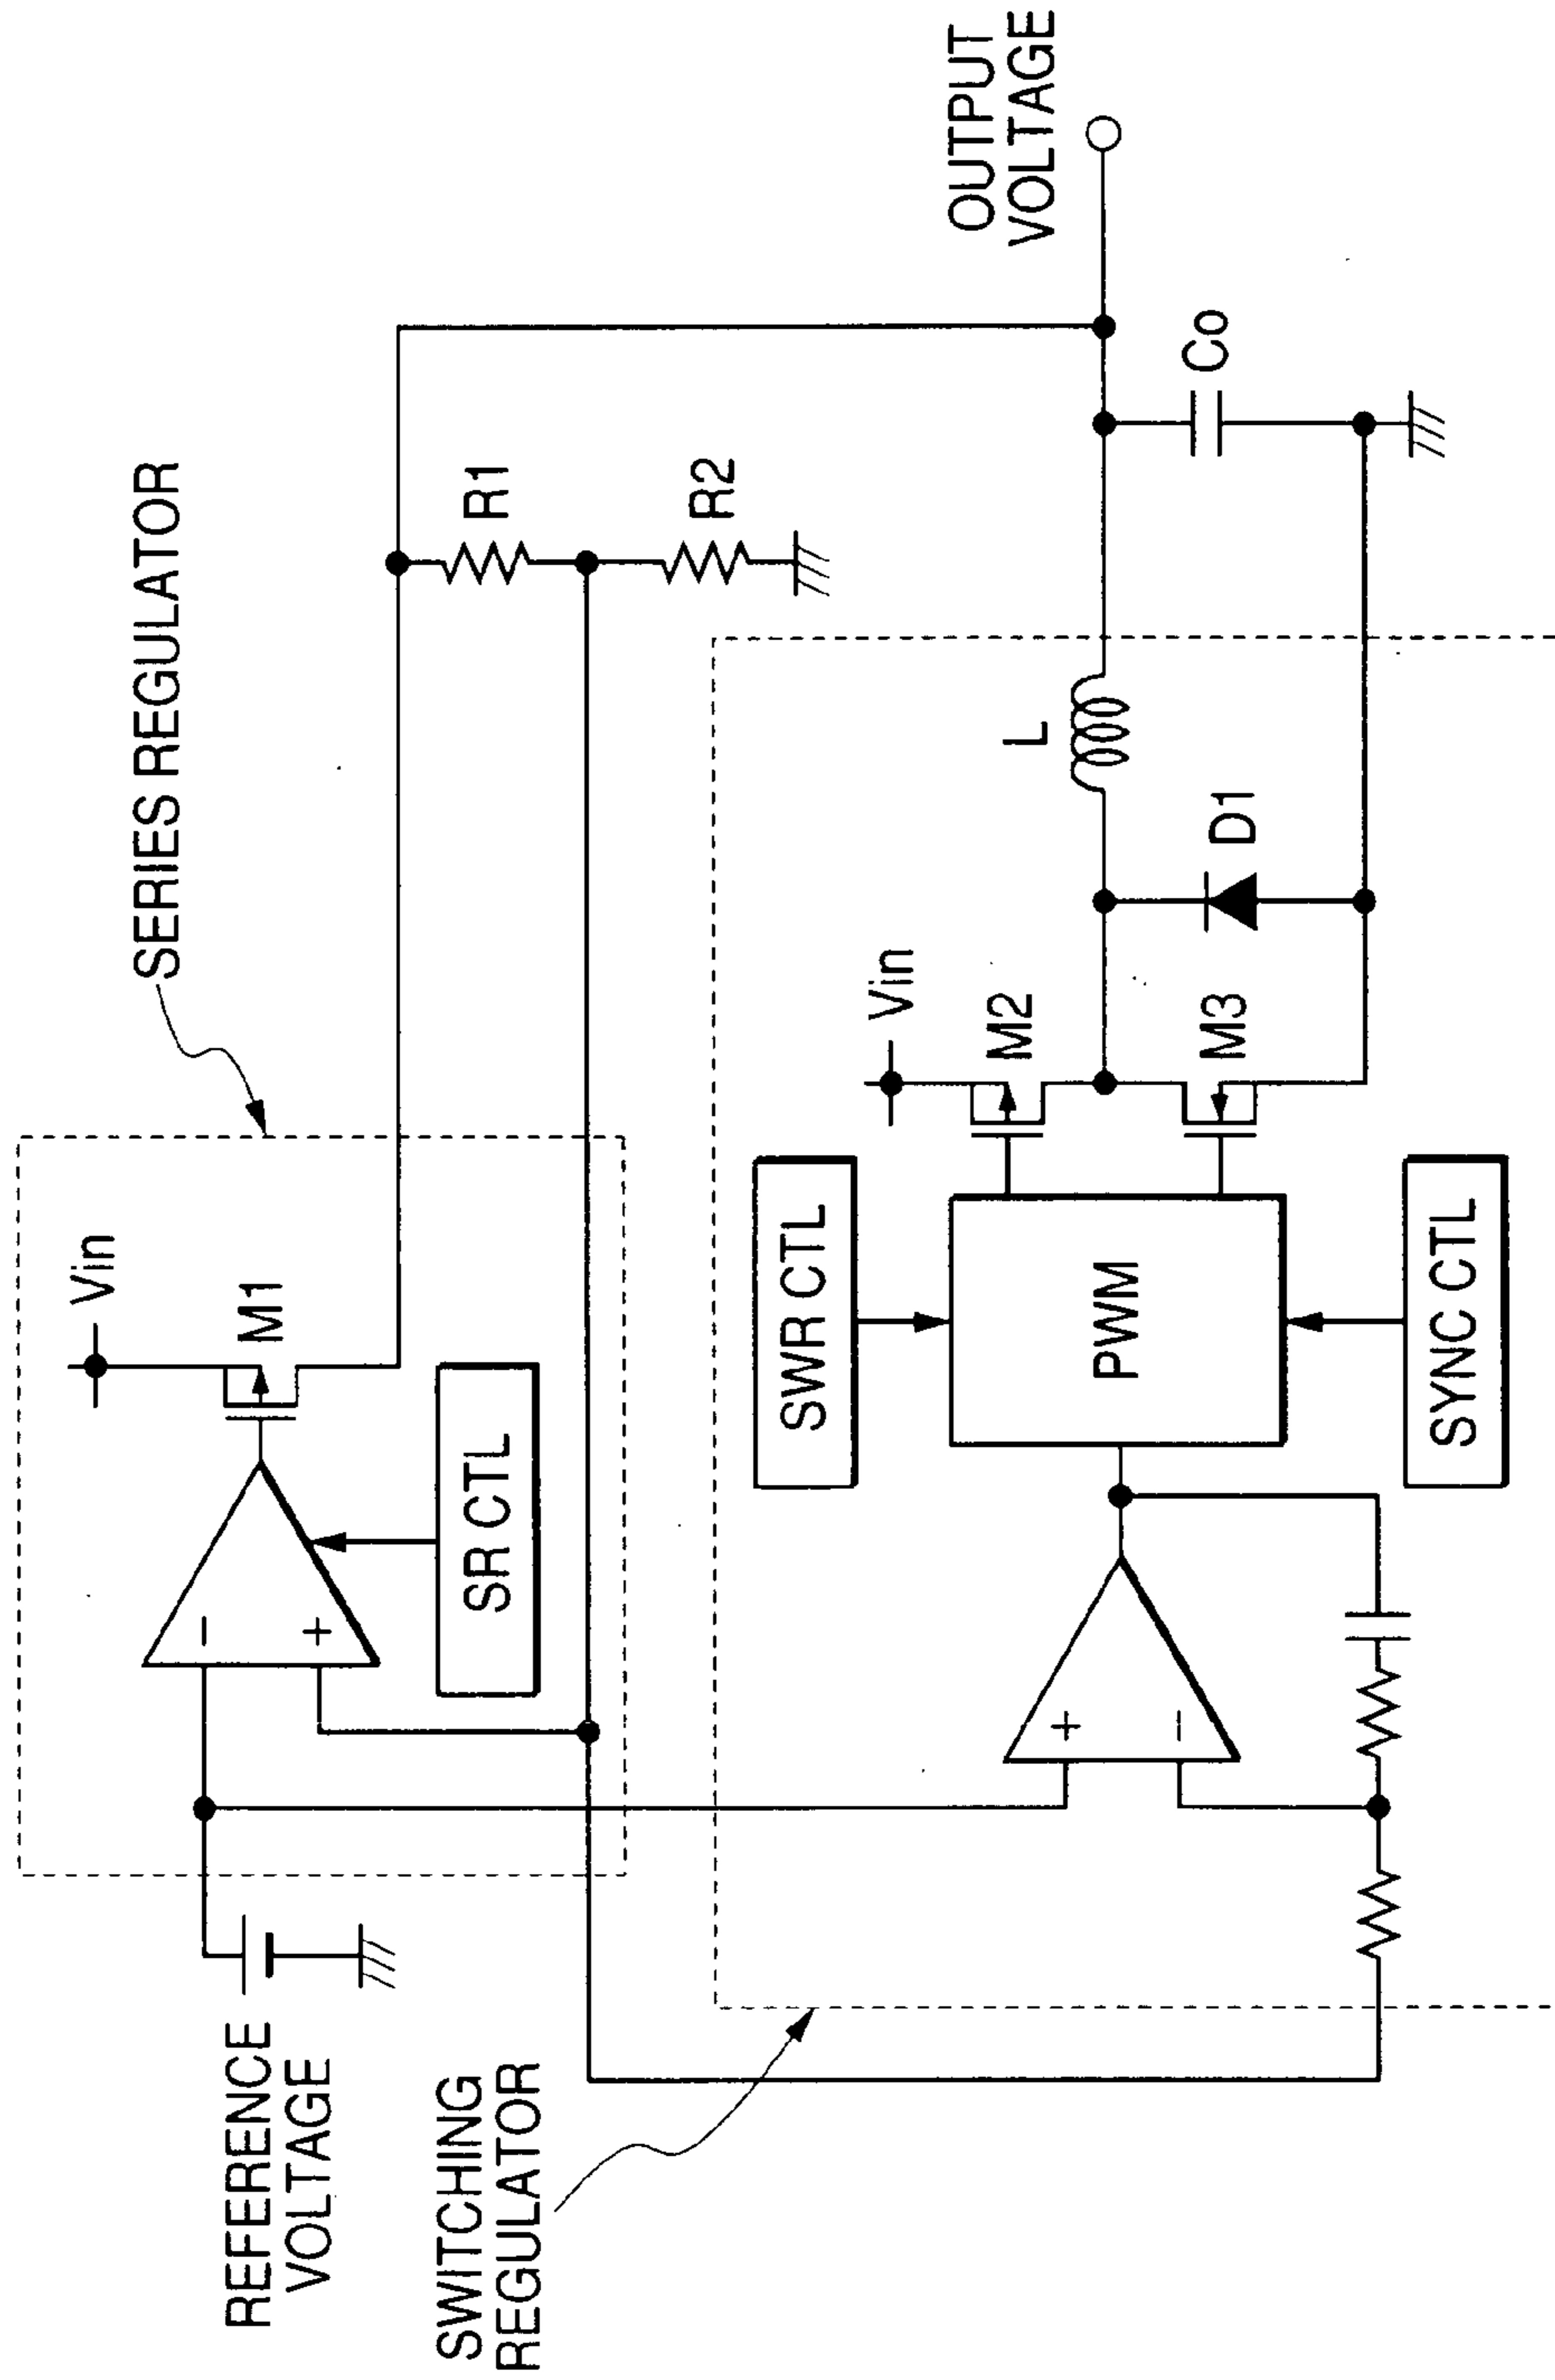 SERIES REGULATOR
Vin
M1
REFERENCE
VOLTAGE
−
+
SR CTL
R1
R2
SWITCHING
REGULATOR
SWR CTL
Vin
M2
M3
PWM
SYNC CTL
+
−
L
D1
Co
OUTPUT
VOLTAGE